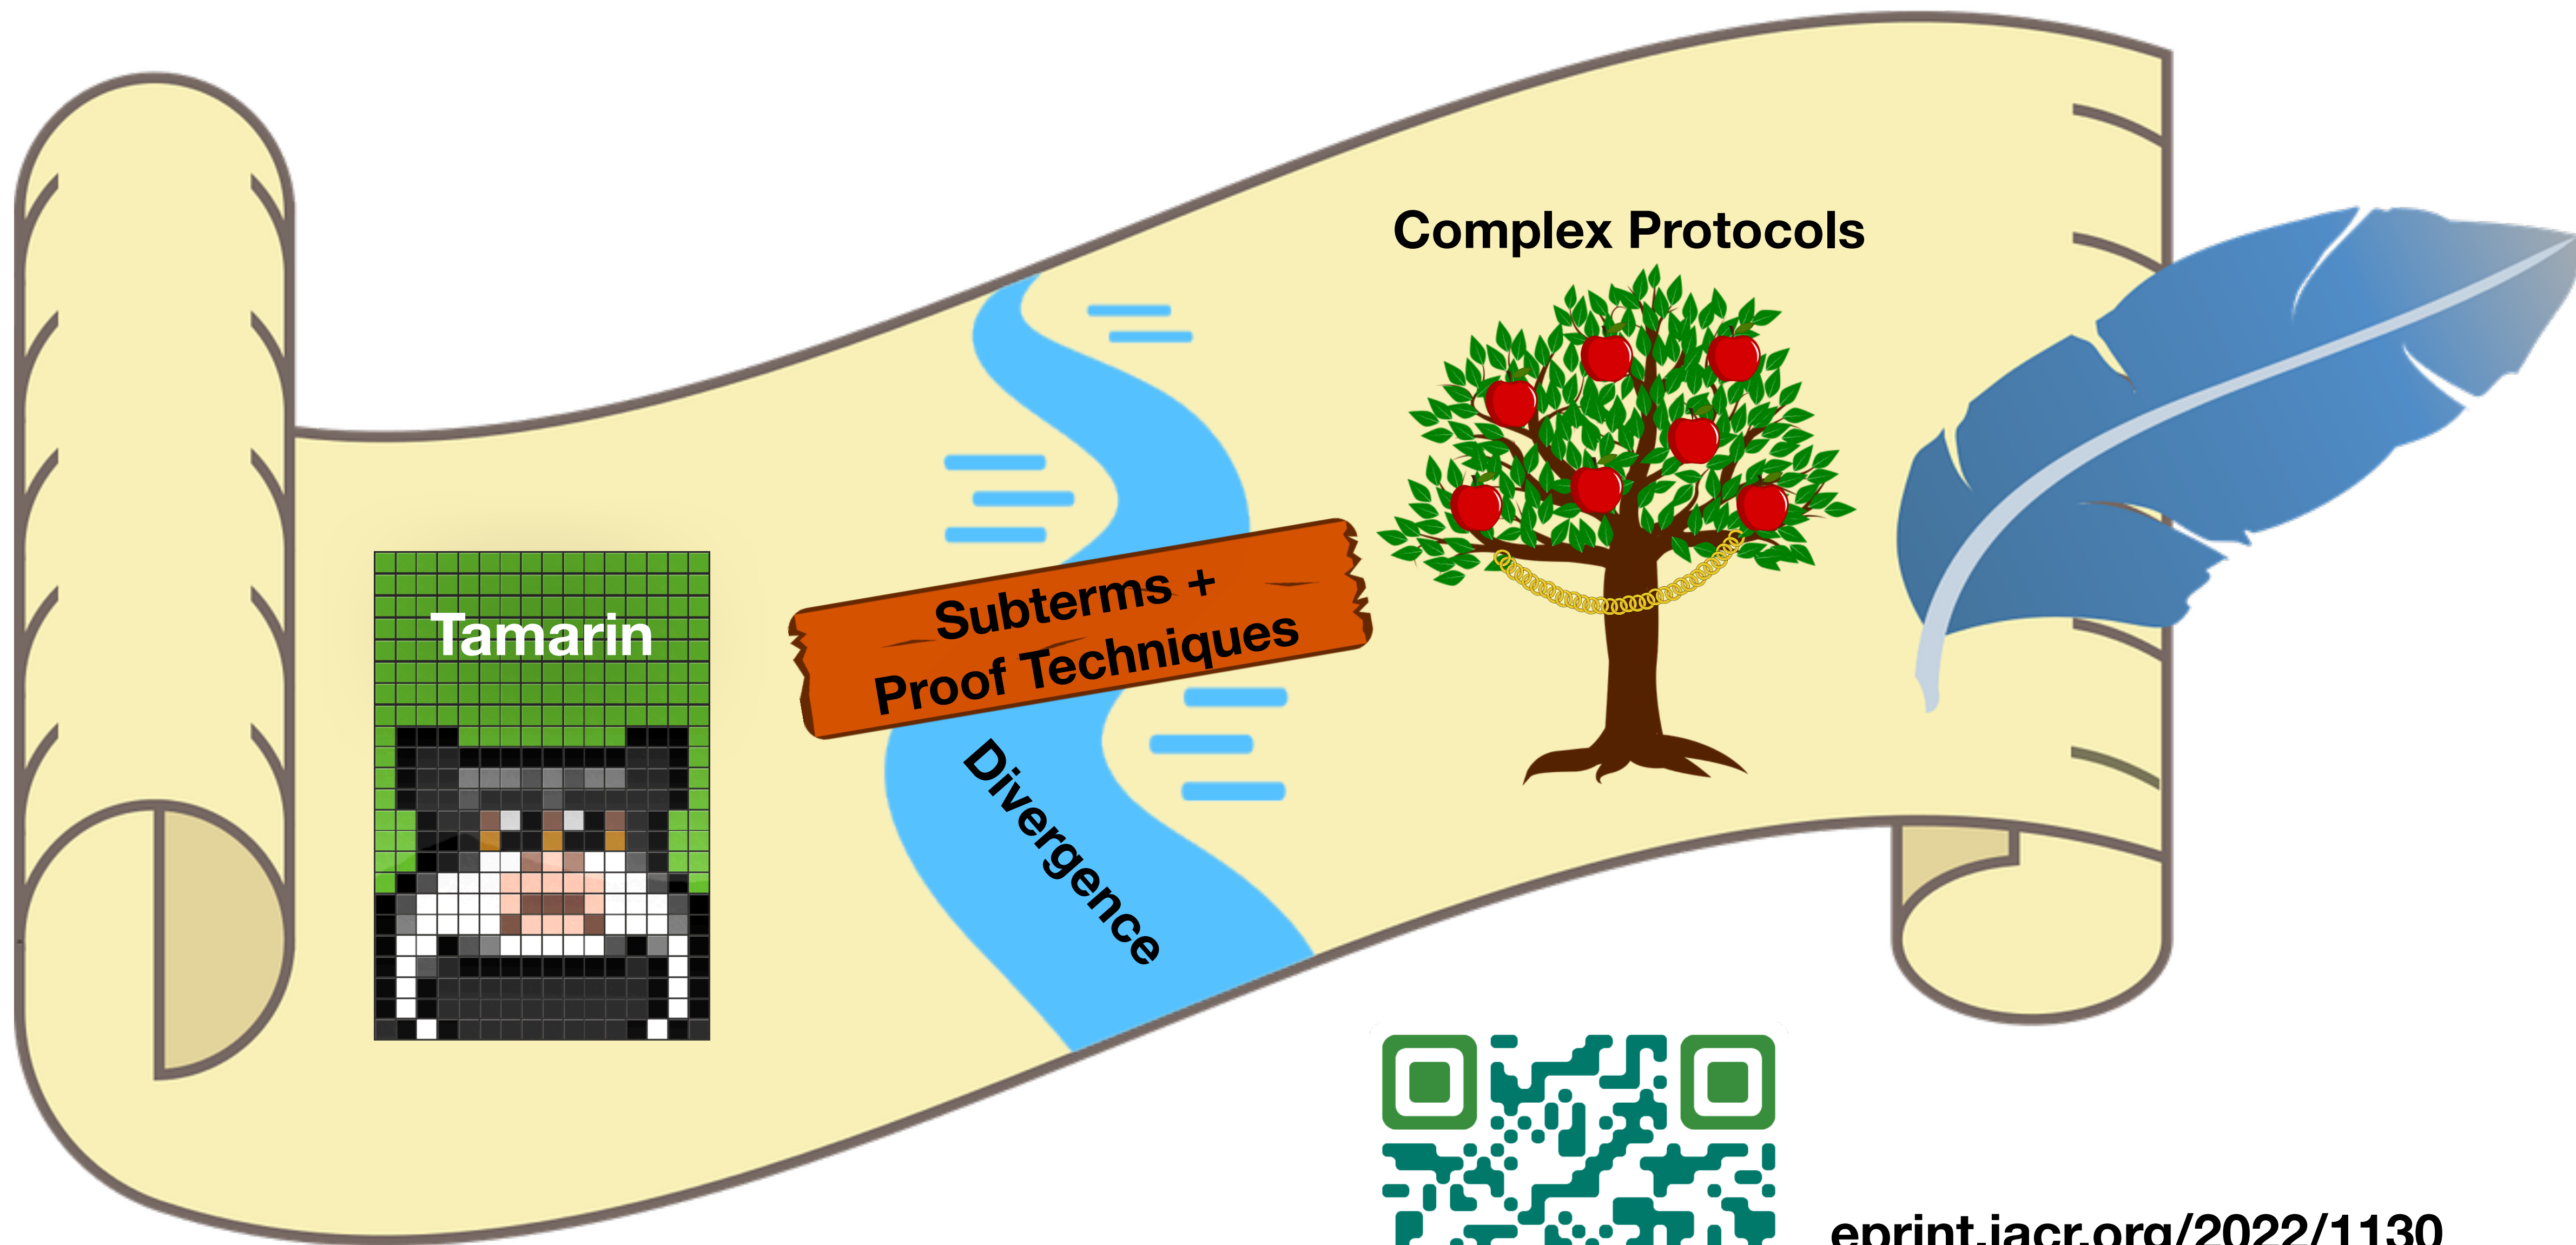 Complex Protocols
Tamarin
Subterms +
Proof Techniques
Divergence
eprint.iacr.org/2022/1130